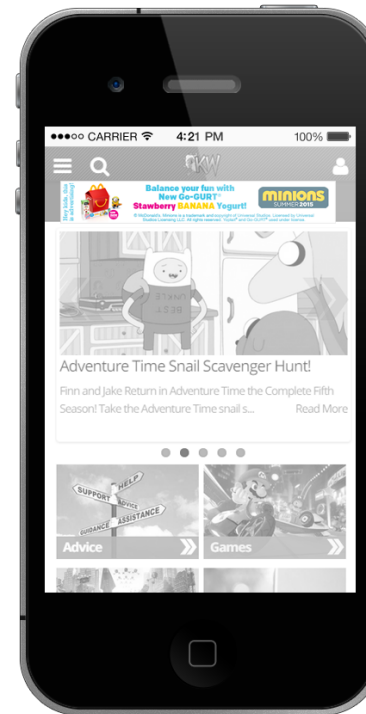 CARRIER 4:21 PM 100%
KW
Hey kids, this
is advertising!
Balance your fun with
New Go-GURT®
Stawberry BANANA Yogurt!
MINIONS
SUMMER 2015
Adventure Time Snail Scavenger Hunt!
Finn and Jake Return in Adventure Time the Complete Fifth
Season! Take the Adventure Time snail s... Read More
HELP
SUPPORT
ADVICE
ASSISTANCE
GUIDANCE
Advice
Games